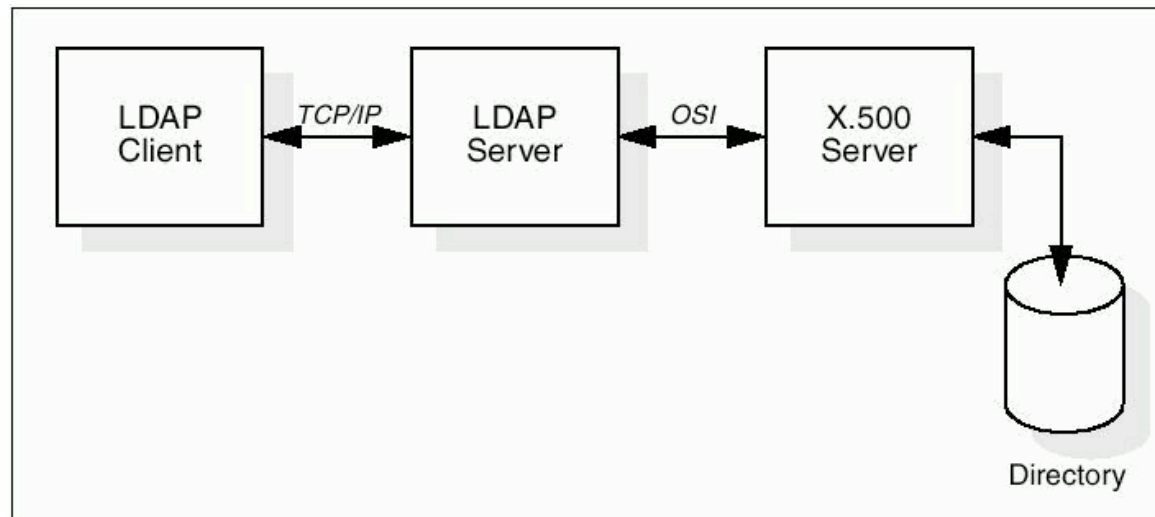 LDAP
Client
TCP/IP
LDAP
Server
OSI
X.500
Server
Directory